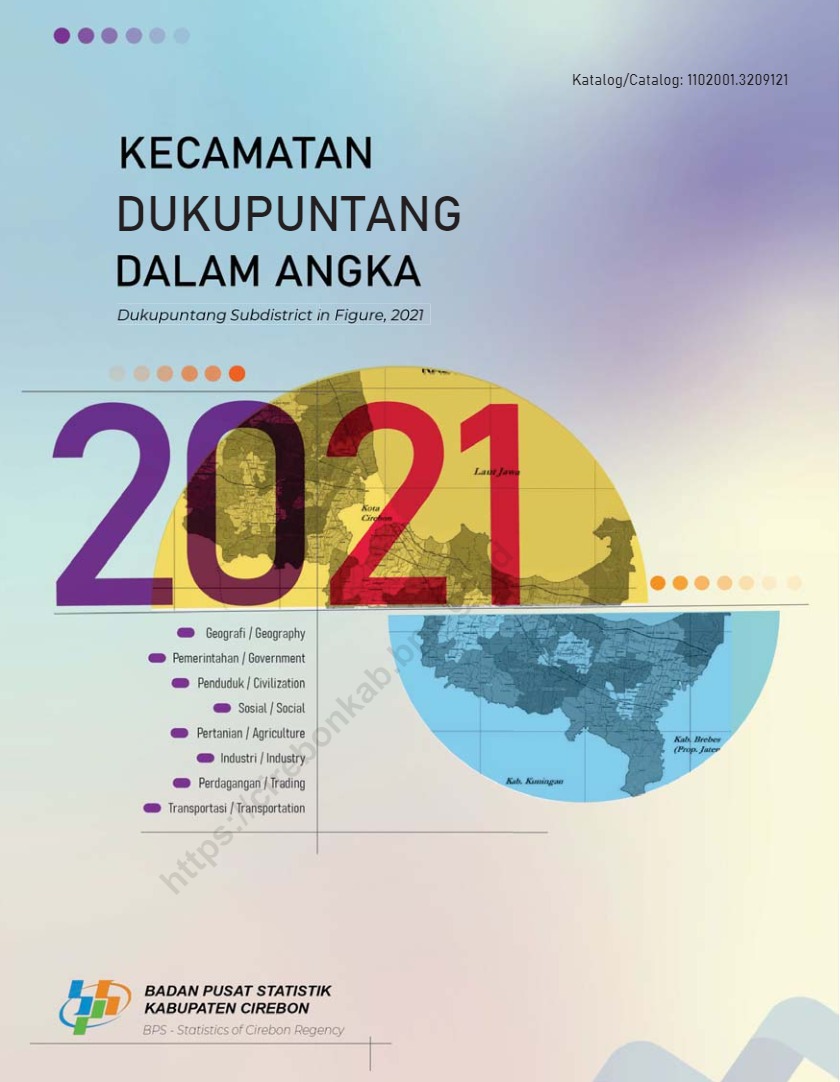 Katalog/Catalog: 1102001.3209121
KECAMATAN
DUKUPUNTANG
DALAM ANGKA
Dukupuntang Subdistrict in Figure, 2021
2021
Laut Jawa
Kota
Cirebon
Geografi / Geography
Pemerintahan / Government
Penduduk / Civilization
Sosial / Social
Pertanian / Agriculture
Industri / Industry
Perdagangan / Trading
Transportasi / Transportation
Kab. Brebes
(Prop. Jaten
Kab. Kuningan
BADAN PUSAT STATISTIK
KABUPATEN CIREBON
BPS - Statistics of Cirebon Regency